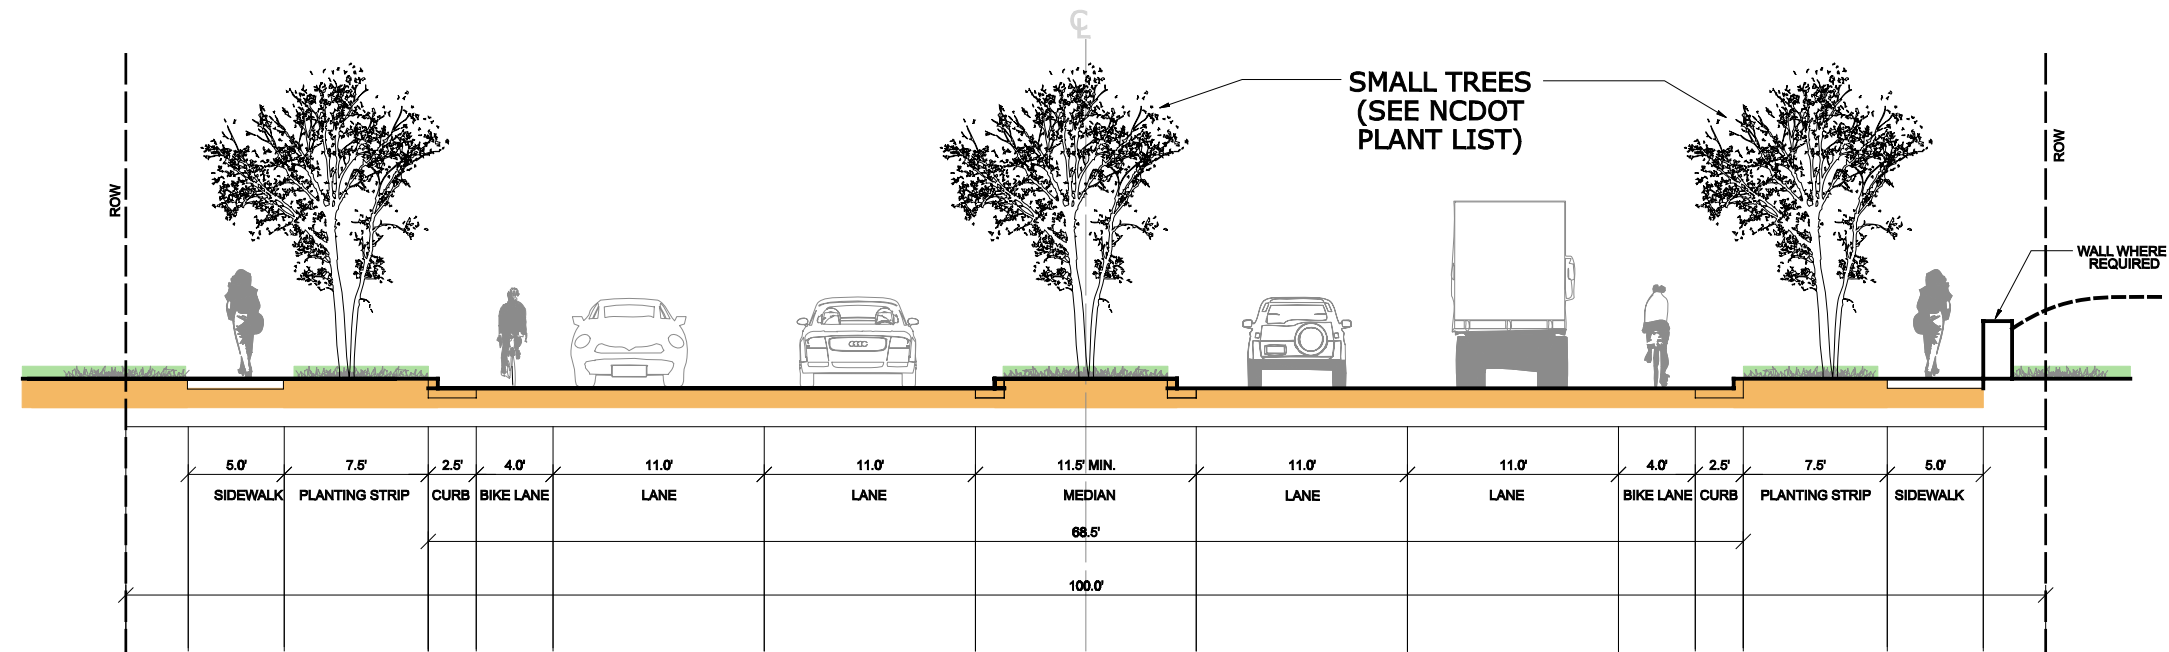 ℄
SMALL TREES
(SEE NCDOT
PLANT LIST)
ROW
ROW
WALL WHERE
REQUIRED
5.0' 7.5' 2.5' 4.0' 11.0' 11.0' 11.5' MIN. 11.0' 11.0' 4.0' 2.5' 7.5' 5.0'
SIDEWALK PLANTING STRIP CURB BIKE LANE LANE LANE MEDIAN LANE LANE BIKE LANE CURB PLANTING STRIP SIDEWALK
68.5'
100.0'